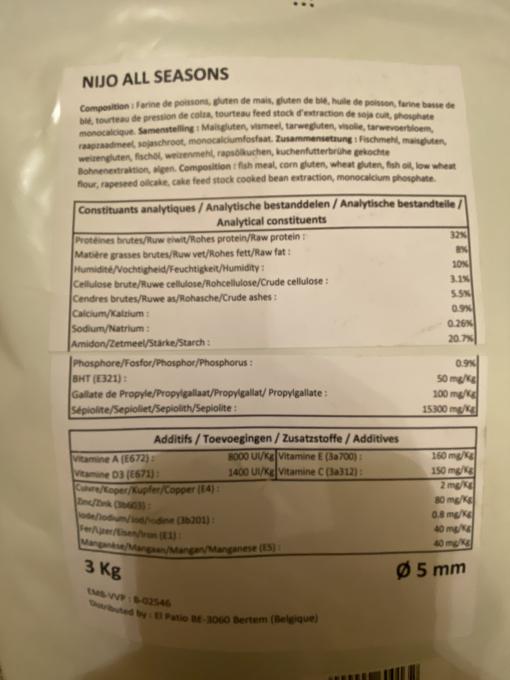 NIJO ALL SEASONS
Composition : Farine de poissons, gluten de mais, gluten de blé, huile de poisson, farine basse de
blé, tourteau de pression de colza, tourteau feed stock d'extraction de soja cuit, phosphate
monocalcique. Samenstelling : Maisgluten, vismeel, tarwegluten, visolie, tarwevoerbloem,
raapzaadmeel, sojaschroot, monocalciumfosfaat. Zusammensetzung : Fischmehl, maisgluten,
weizengluten, fischöl, weizenmehl, rapsölkuchen, kuchenfutterbrühe gekochte
Bohnenextraktion, algen. Composition : fish meal, corn gluten, wheat gluten, fish oil, low wheat
flour, rapeseed oilcake, cake feed stock cooked bean extraction, monocalcium phosphate.
Constituants analytiques / Analytische bestanddelen / Analytische bestandteile /
Analytical constituents
Protéines brutes/Ruw eiwit/Rohes protein/Raw protein : 32%
Matière grasses brutes/Ruw vet/Rohes fett/Raw fat : 8%
Humidité/Vochtigheid/Feuchtigkeit/Humidity : 10%
Cellulose brute/Ruwe cellulose/Rohcellulose/Crude cellulose : 3.1%
Cendres brutes/Ruwe as/Rohasche/Crude ashes : 5.5%
Calcium/Kalzium : 0.9%
Sodium/Natrium : 0.26%
Amidon/Zetmeel/Stärke/Starch : 20.7%
Phosphore/Fosfor/Phosphor/Phosphorus : 0.9%
BHT (E321) : 50 mg/Kg
Gallate de Propyle/Propylgallaat/Propylgallat/ Propylgallate : 100 mg/Kg
Sépiolite/Sepioliet/Sepiolith/Sepiolite : 15300 mg/Kg
Additifs / Toevoegingen / Zusatzstoffe / Additives
Vitamine A (E672) : 8000 UI/Kg Vitamine E (3a700) : 160 mg/Kg
Vitamine D3 (E671) : 1400 UI/Kg Vitamine C (3a312) : 150 mg/Kg
Cuivre/Koper/Kupfer/Copper (E4) : 2 mg/Kg
Zinc/Zink (3b603) : 80 mg/Kg
Iode/Iodium/Iod/Iodine (3b201) : 0.8 mg/Kg
Fer/Ijzer/Eisen/Iron (E1) : 40 mg/Kg
Manganèse/Mangaan/Mangan/Manganese (E5) : 40 mg/Kg
3 Kg Ø 5 mm
EMB-VVP : B-02546
Distributed by : El Patio BE-3060 Bertem (Belgique)